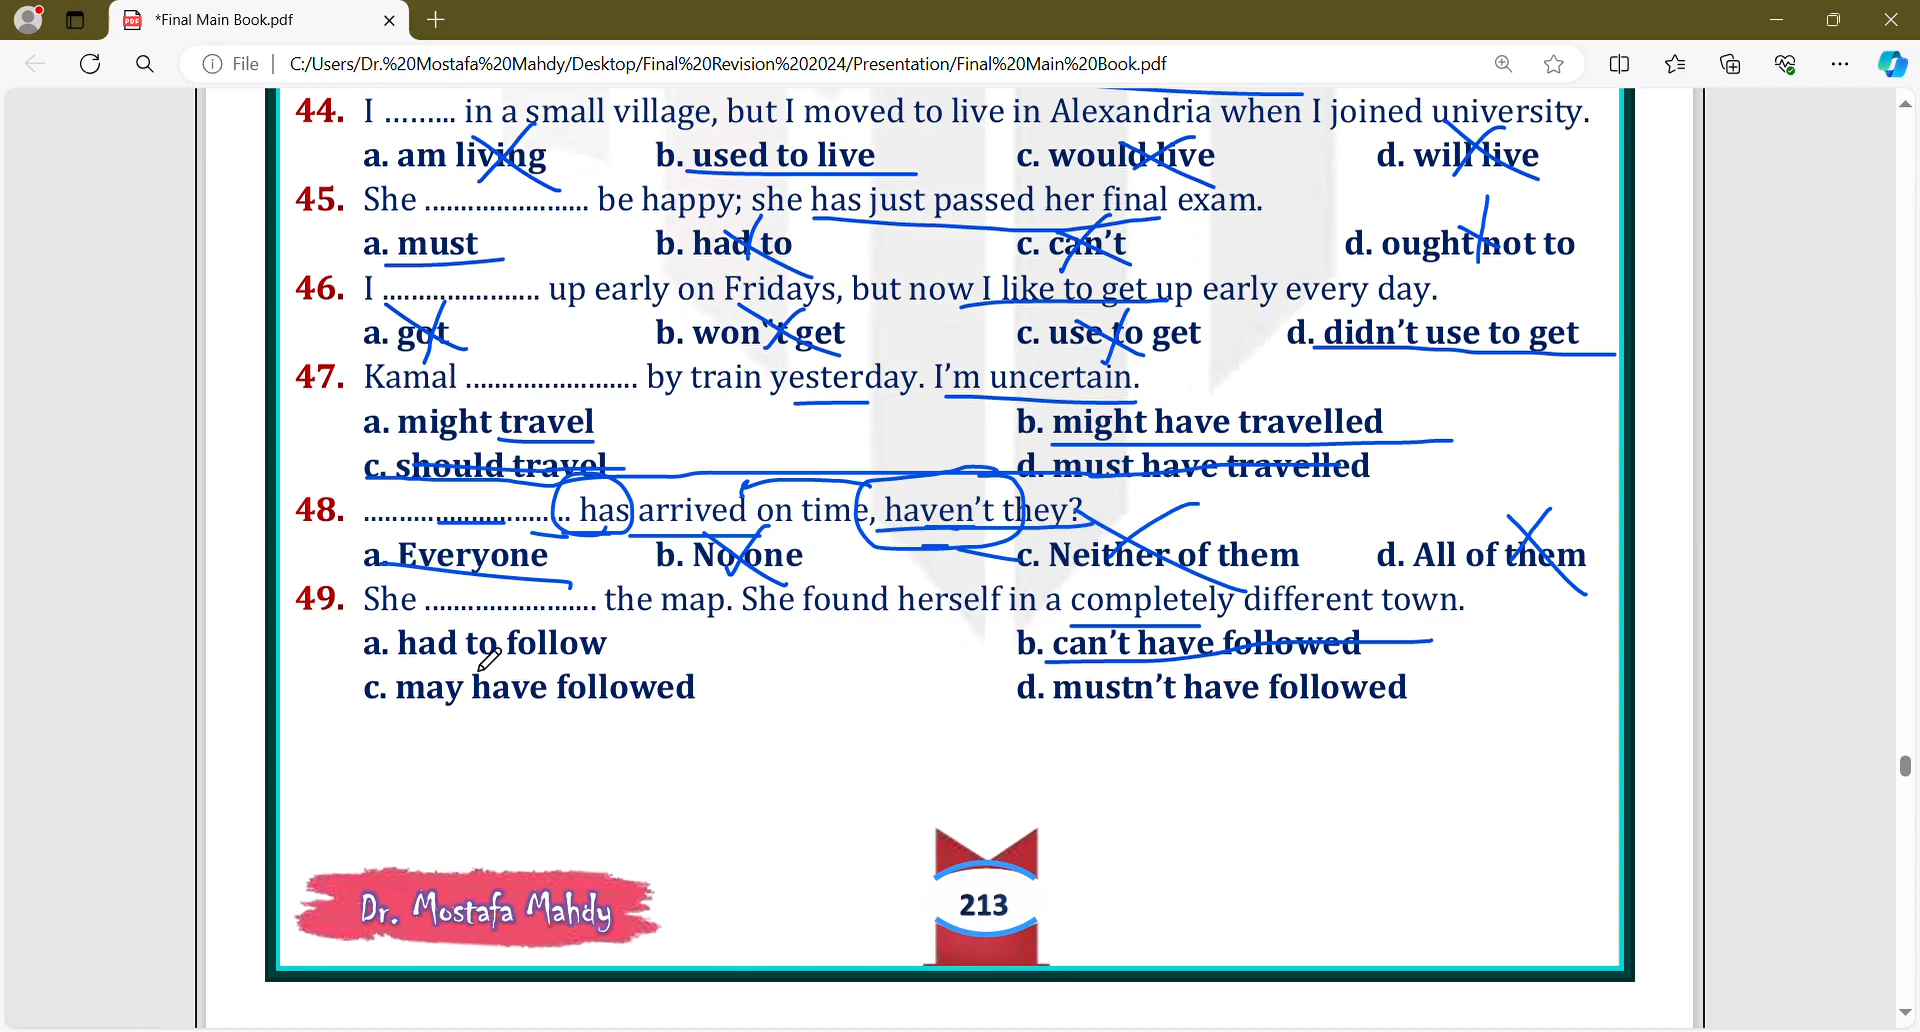 *Final Main Book.pdf
File | C:/Users/Dr.%20Mostafa%20Mahdy/Desktop/Final%20Revision%202024/Presentation/Final%20Main%20Book.pdf
44. I ......... in a small village, but I moved to live in Alexandria when I joined university.
a. am living b. used to live c. would live d. will live
45. She ....................... be happy; she has just passed her final exam.
a. must b. had to c. can't d. ought not to
46. I ...................... up early on Fridays, but now I like to get up early every day.
a. got b. won't get c. use to get d. didn't use to get
47. Kamal ........................ by train yesterday. I'm uncertain.
a. might travel b. might have travelled
c. should travel d. must have travelled
48. ............................. has arrived on time, haven't they?
a. Everyone b. No one c. Neither of them d. All of them
49. She ........................ the map. She found herself in a completely different town.
a. had to follow b. can't have followed
c. may have followed d. mustn't have followed
Dr. Mostafa Mahdy
213